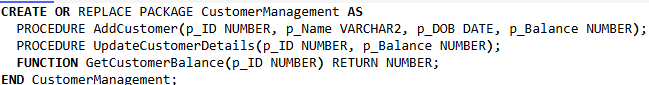 CREATE OR REPLACE PACKAGE CustomerManagement AS
  PROCEDURE AddCustomer(p_ID NUMBER, p_Name VARCHAR2, p_DOB DATE, p_Balance NUMBER);
  PROCEDURE UpdateCustomerDetails(p_ID NUMBER, p_Balance NUMBER);
  FUNCTION GetCustomerBalance(p_ID NUMBER) RETURN NUMBER;
END CustomerManagement;